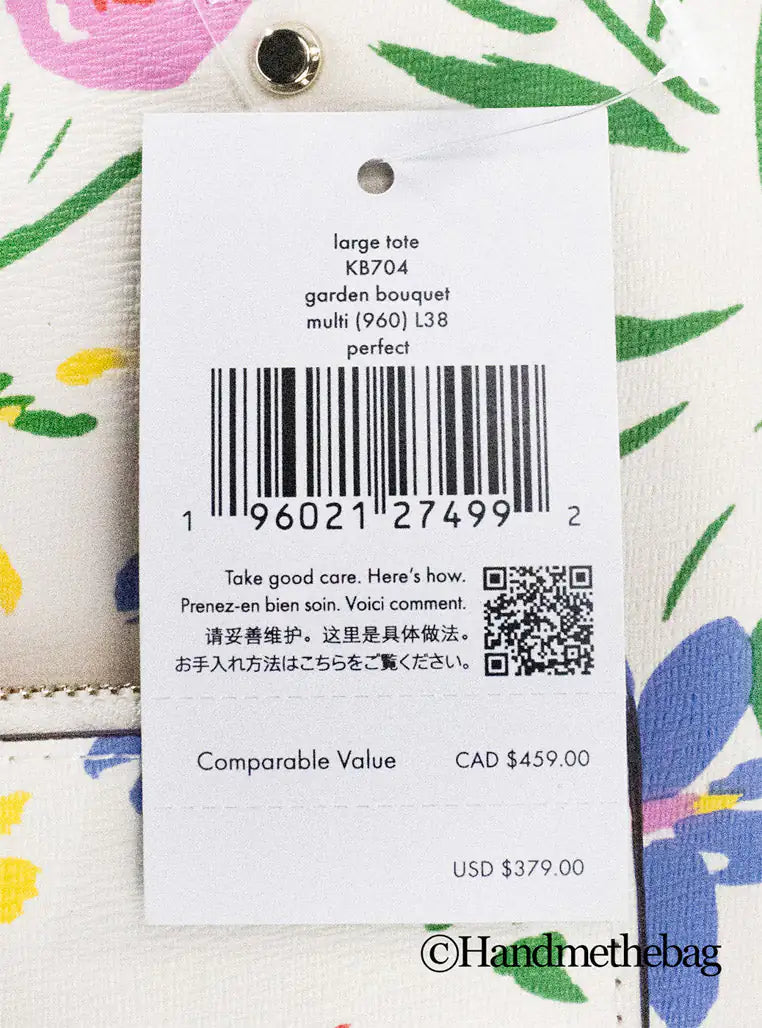 large tote
KB704
garden bouquet
multi (960) L38
perfect
1 96021 27499 2
Take good care. Here's how.
Prenez-en bien soin. Voici comment.
请妥善维护。这里是具体做法。
お手入れ方法はこちらをご覧ください。
Comparable Value CAD $459.00
USD $379.00
©Handmethebag